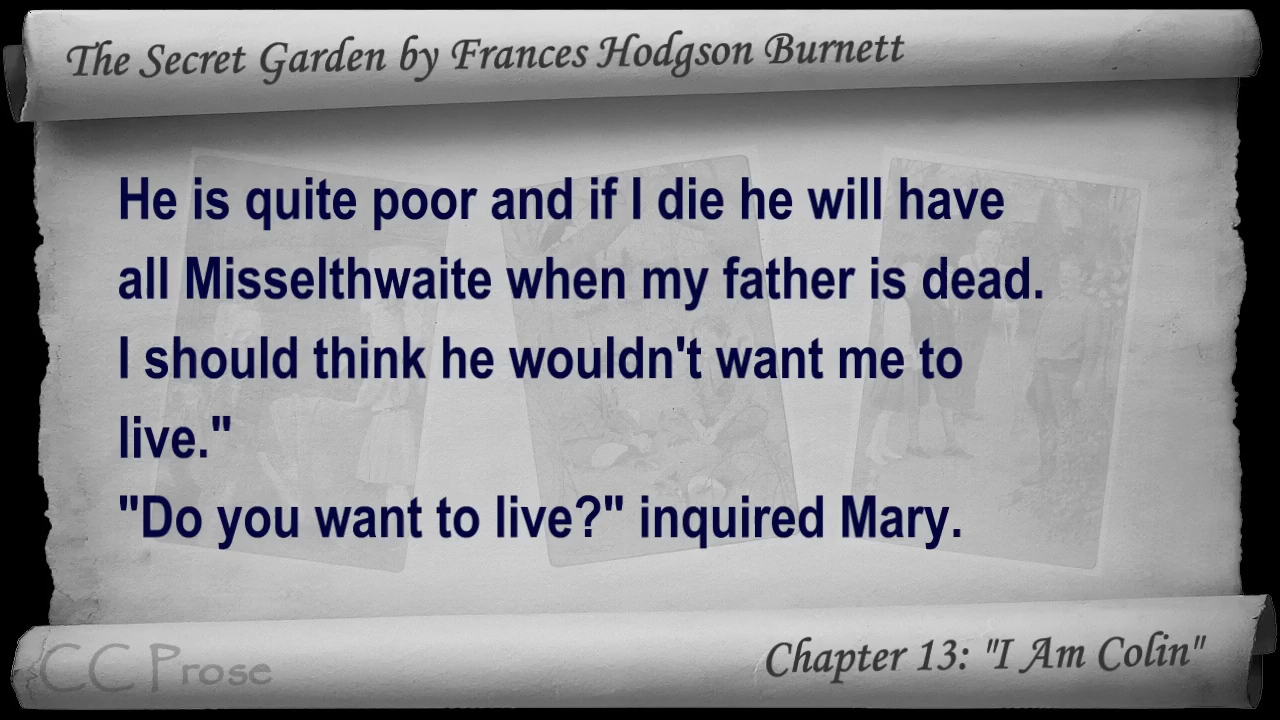 The Secret Garden by Frances Hodgson Burnett
He is quite poor and if I die he will have
all Misselthwaite when my father is dead.
I should think he wouldn't want me to
live."
"Do you want to live?" inquired Mary.
CC Prose
Chapter 13: "I Am Colin"